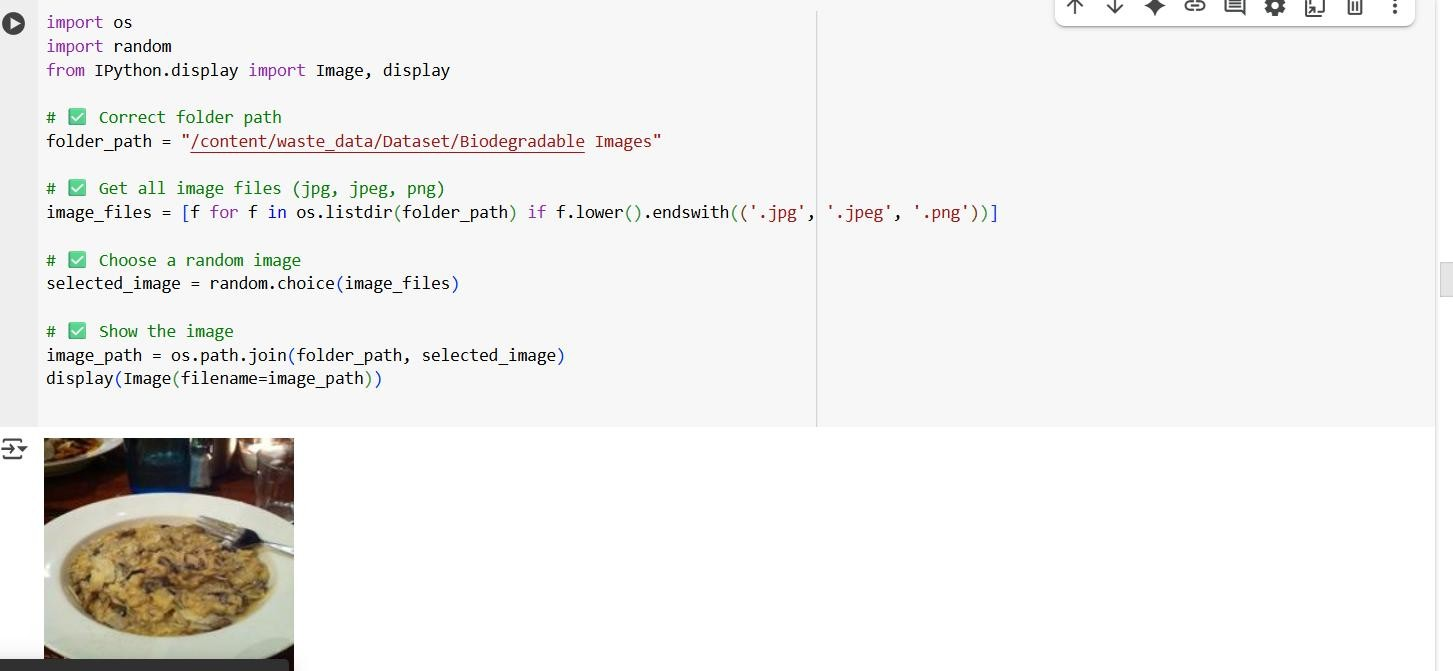 import os
import random
from IPython.display import Image, display
# ✅ Correct folder path
folder_path = "/content/waste_data/Dataset/Biodegradable Images"
# ✅ Get all image files (jpg, jpeg, png)
image_files = [f for f in os.listdir(folder_path) if f.lower().endswith(('.jpg', '.jpeg', '.png'))]
# ✅ Choose a random image
selected_image = random.choice(image_files)
# ✅ Show the image
image_path = os.path.join(folder_path, selected_image)
display(Image(filename=image_path))